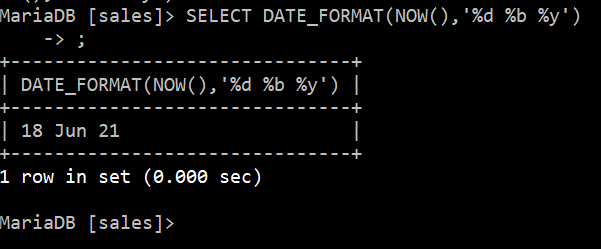 MariaDB [sales]> SELECT DATE_FORMAT(NOW(),'%d %b %y')
    -> ;
+-------------------------------+
| DATE_FORMAT(NOW(),'%d %b %y') |
+-------------------------------+
| 18 Jun 21                     |
+-------------------------------+
1 row in set (0.000 sec)
MariaDB [sales]>